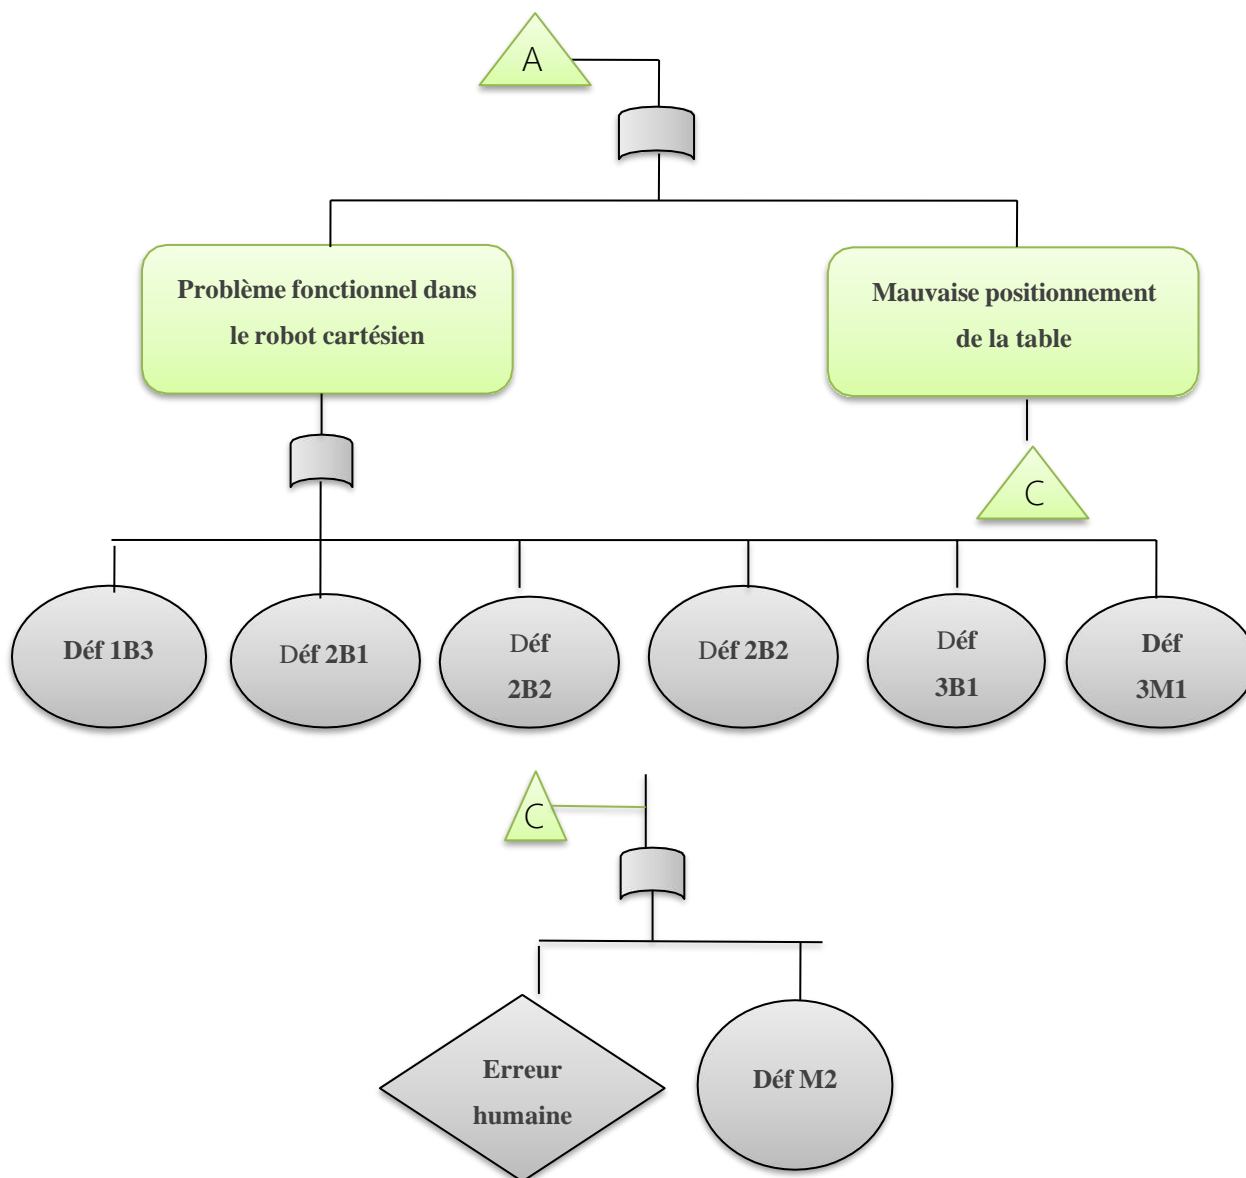 A
Problème fonctionnel dans
le robot cartésien
Mauvaise positionnement
de la table
C
Déf 1B3
Déf 2B1
Déf
2B2
Déf 2B2
Déf
3B1
Déf
3M1
C
Erreur
humaine
Déf M2